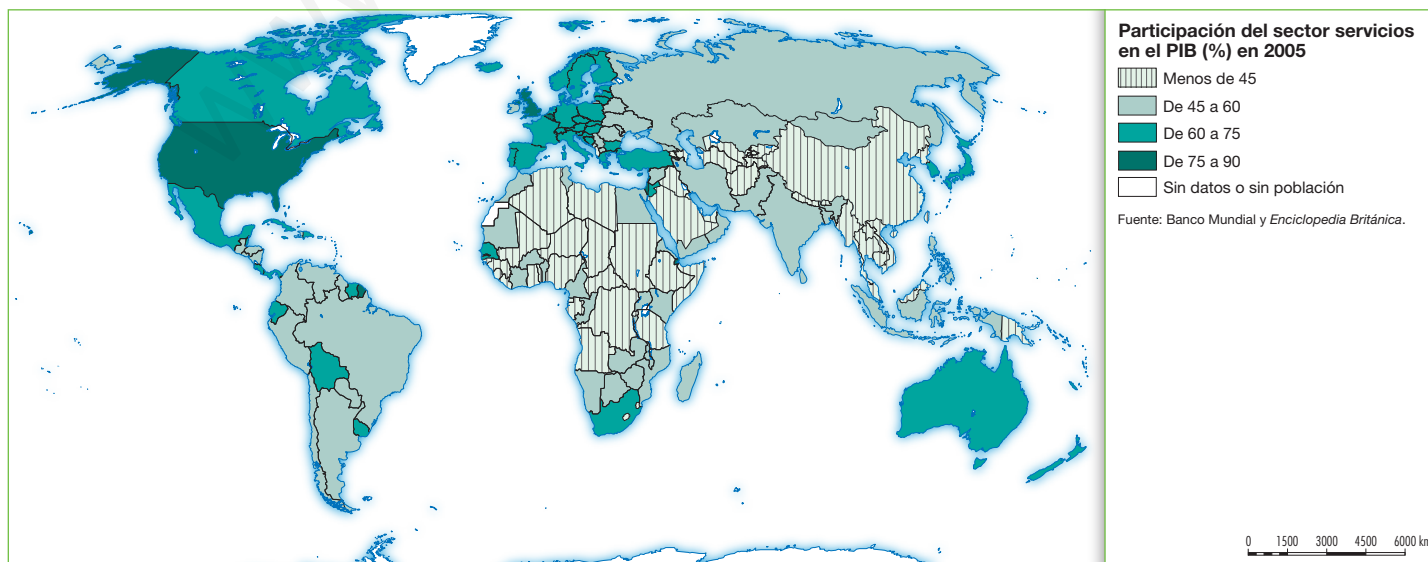 Participación del sector servicios
en el PIB (%) en 2005
Menos de 45
De 45 a 60
De 60 a 75
De 75 a 90
Sin datos o sin población
Fuente: Banco Mundial y Enciclopedia Británica.
0 1500 3000 4500 6000 km